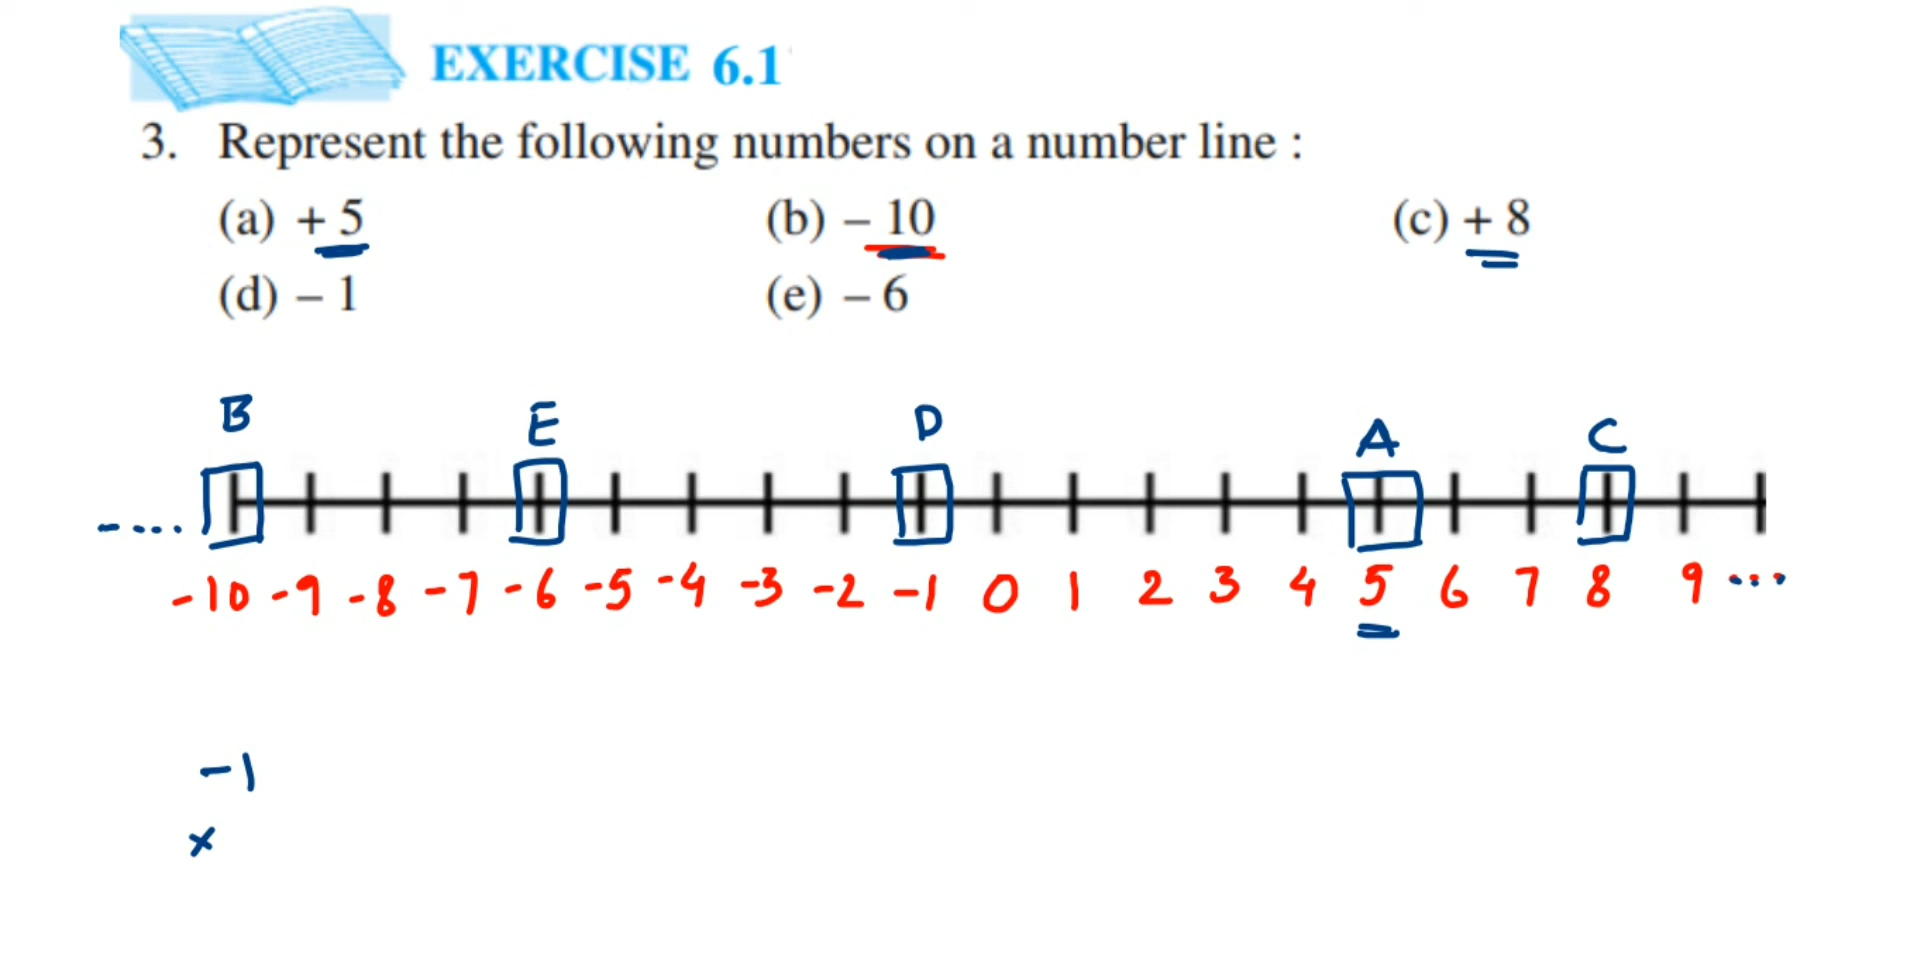 EXERCISE 6.1
3. Represent the following numbers on a number line :
(a) + 5 (b) – 10 (c) + 8
(d) – 1 (e) – 6
B E D A C
-10 -9 -8 -7 -6 -5 -4 -3 -2 -1 0 1 2 3 4 5 6 7 8 9 ...
-1
x